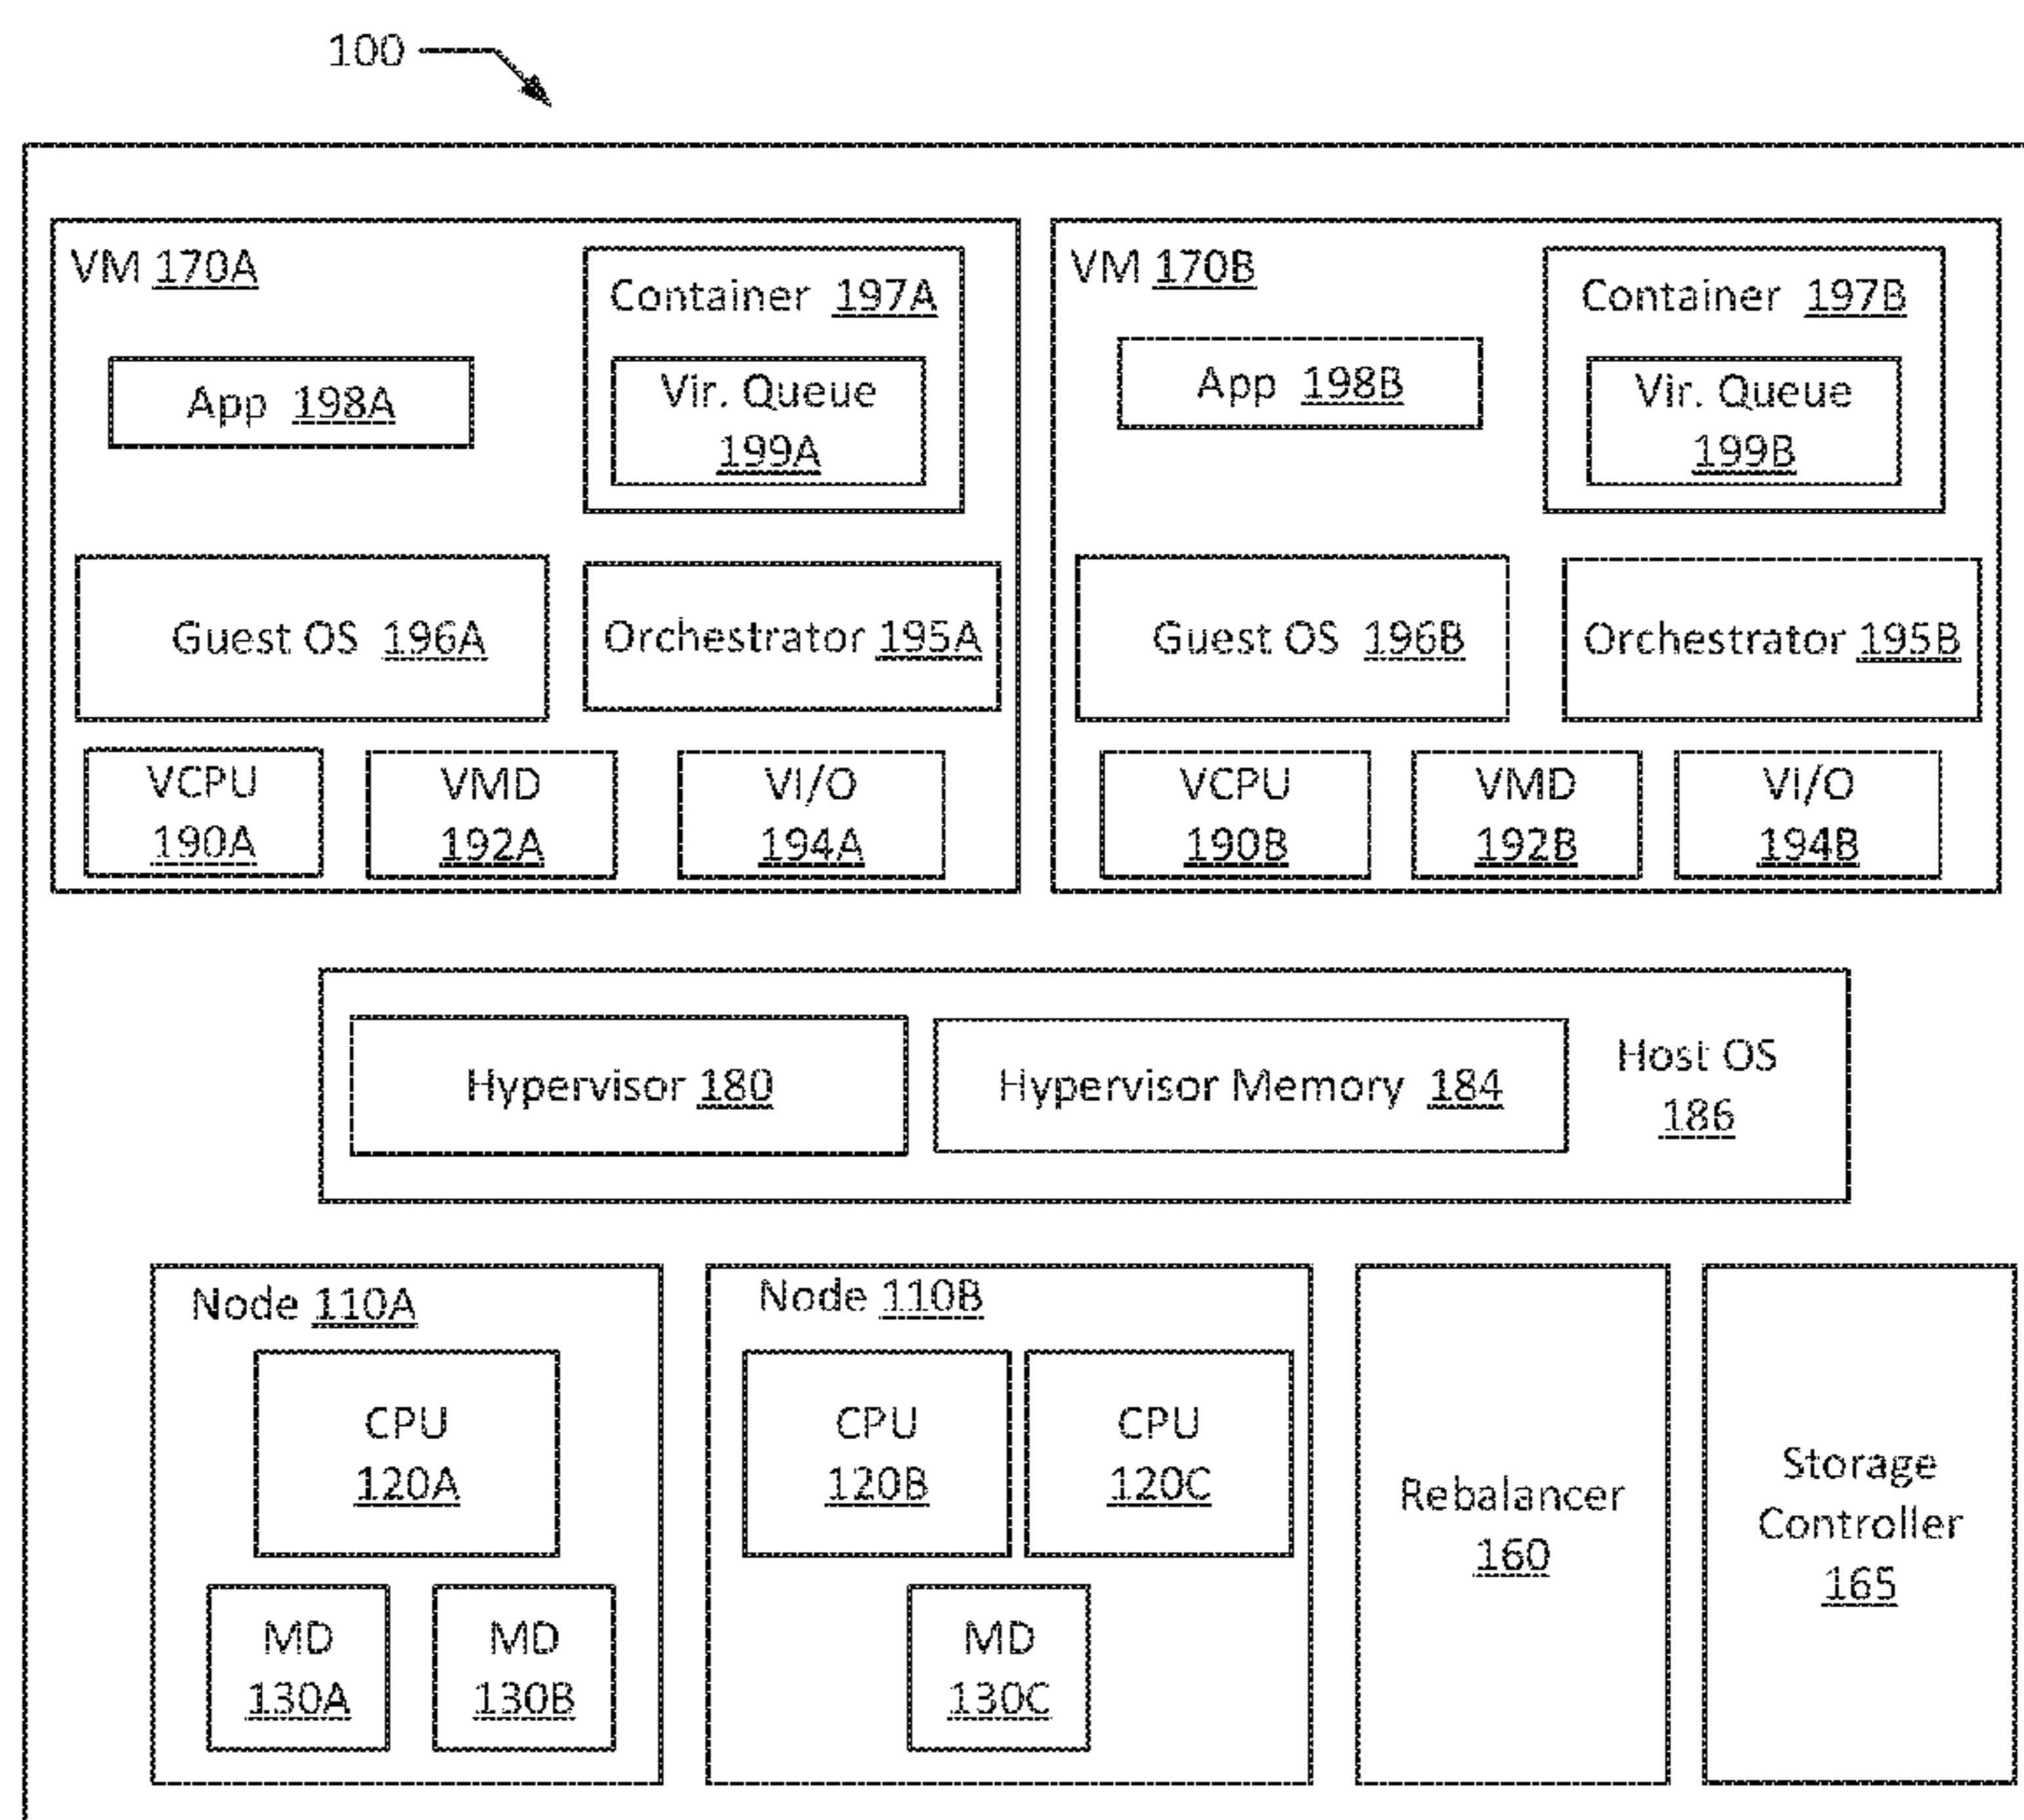 100
VM 170A
Container 197A
App 198A
Vir. Queue
199A
Guest OS 196A
Orchestrator 195A
VCPU
190A
VMD
192A
VI/O
194A
VM 170B
Container 197B
App 198B
Vir. Queue
199B
Guest OS 196B
Orchestrator 195B
VCPU
190B
VMD
192B
VI/O
194B
Hypervisor 180
Hypervisor Memory 184
Host OS
186
Node 110A
CPU
120A
MD
130A
MD
130B
Node 110B
CPU
120B
CPU
120C
MD
130C
Rebalancer
160
Storage
Controller
165